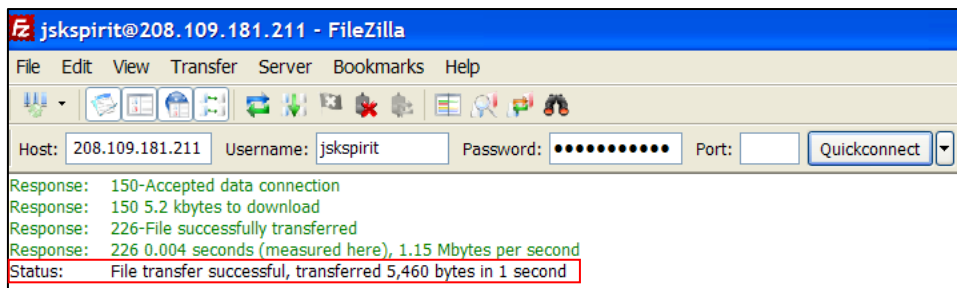 Fz jskspirit@208.109.181.211 - FileZilla
File Edit View Transfer Server Bookmarks Help
Host: 208.109.181.211 Username: jskspirit Password: ●●●●●●●●●●● Port: Quickconnect
Response: 150-Accepted data connection
Response: 150 5.2 kbytes to download
Response: 226-File successfully transferred
Response: 226 0.004 seconds (measured here), 1.15 Mbytes per second
Status: File transfer successful, transferred 5,460 bytes in 1 second